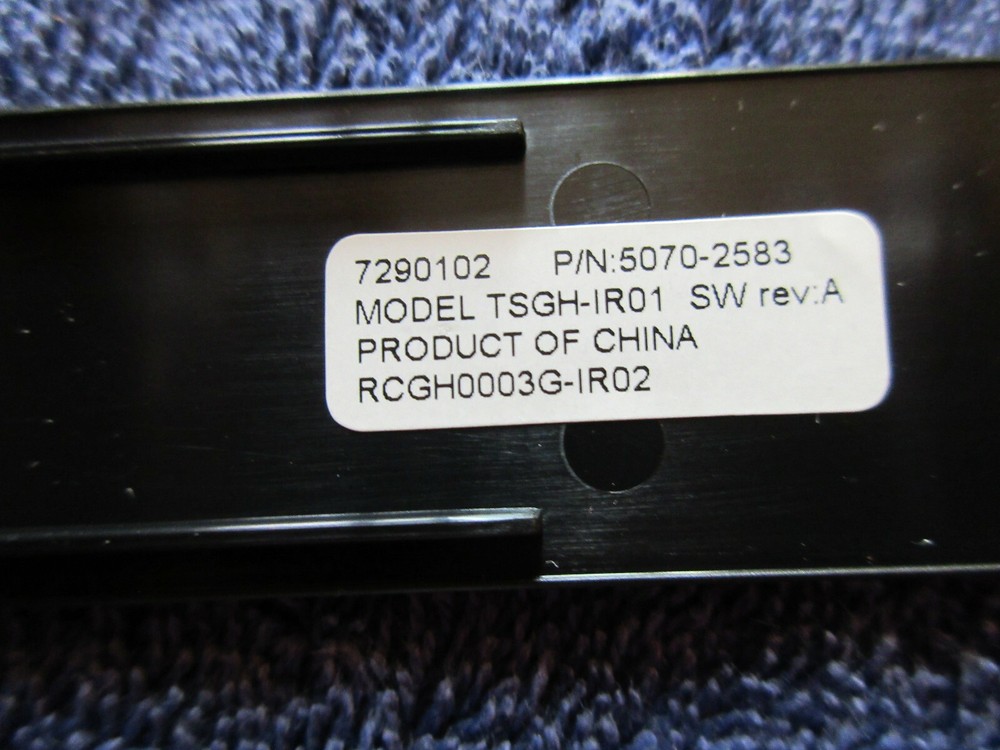 7290102 P/N:5070-2583
MODEL TSGH-IR01 SW rev:A
PRODUCT OF CHINA
RCGH0003G-IR02